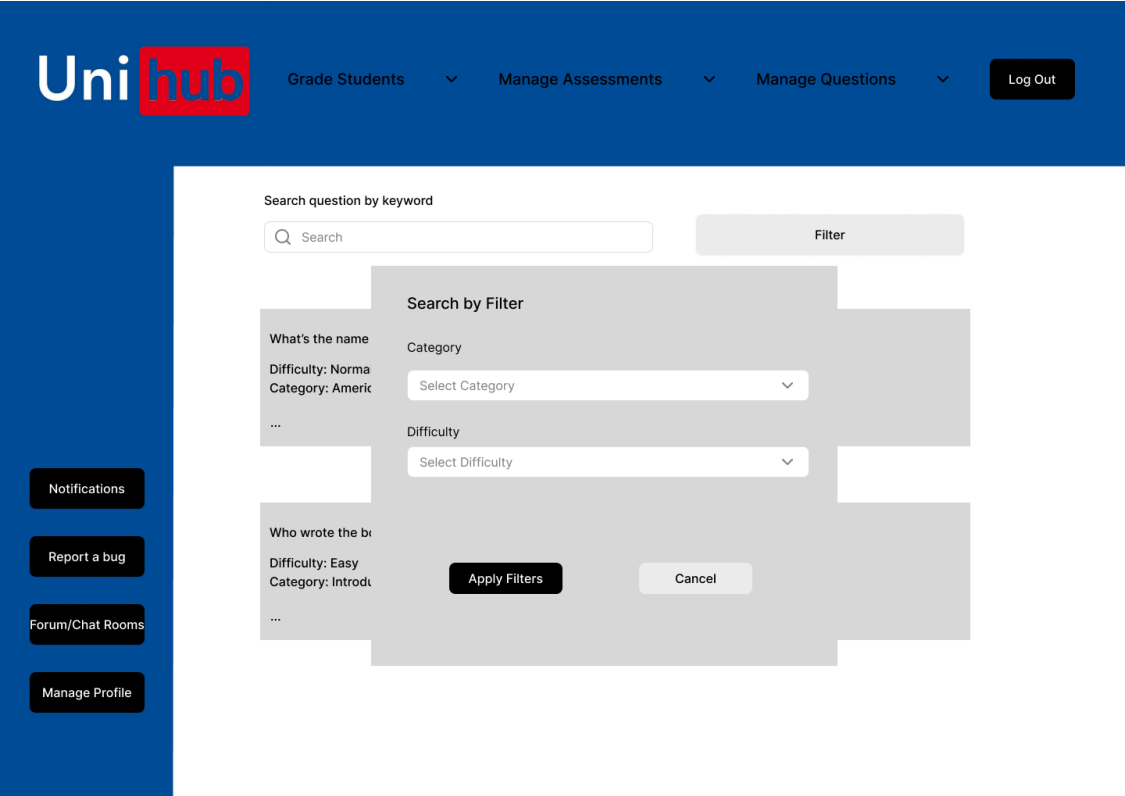 Uni hub
Grade Students
Manage Assessments
Manage Questions
Log Out
Search question by keyword
Search
Filter
Search by Filter
What's the name
Category
Difficulty: Norma
Category: Americ
Select Category
...
Difficulty
Select Difficulty
Notifications
Who wrote the bo
Report a bug
Difficulty: Easy
Category: Introdu
Apply Filters
Cancel
...
Forum/Chat Rooms
Manage Profile